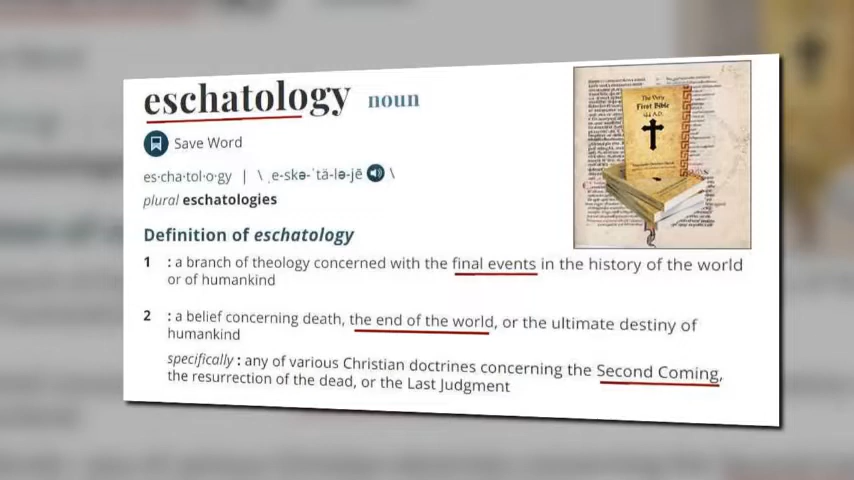 eschatology noun
Save Word
es·cha·tol·o·gy | \ ˌe-skə-ˈtä-lə-jē \
plural eschatologies
Definition of eschatology
1 : a branch of theology concerned with the final events in the history of the world
or of humankind
2 : a belief concerning death, the end of the world, or the ultimate destiny of
humankind
specifically : any of various Christian doctrines concerning the Second Coming,
the resurrection of the dead, or the Last Judgment
The Very
First Bible
144 A.D.